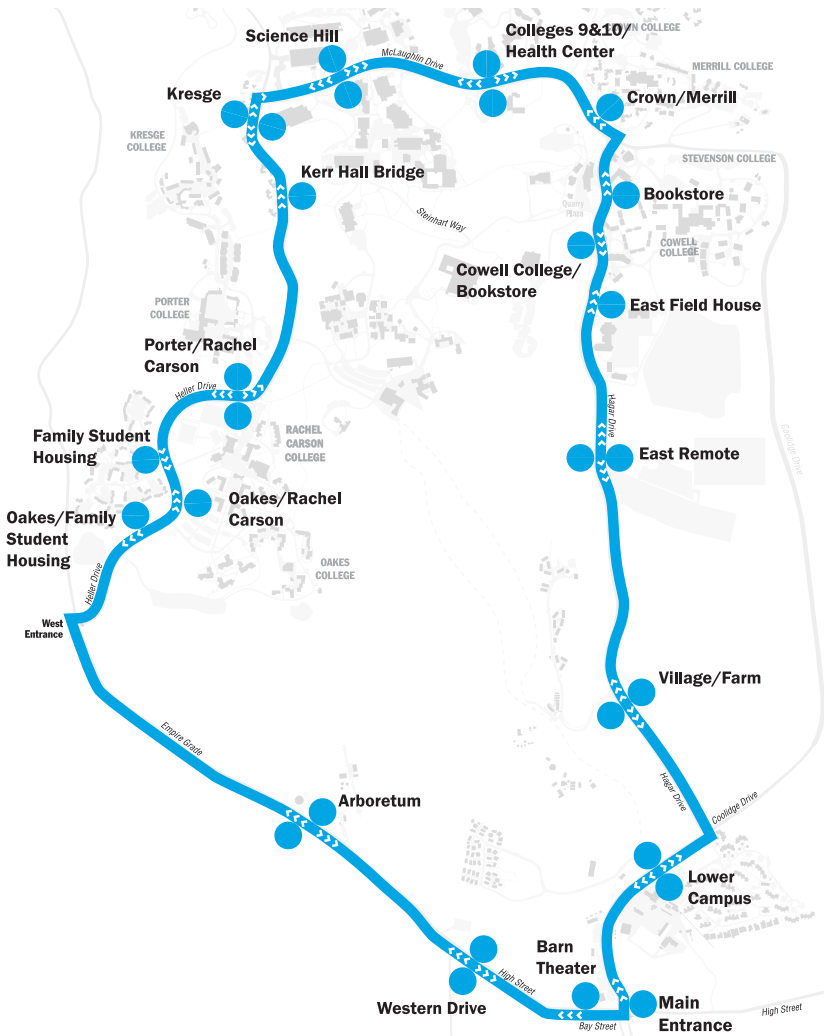 CROWN COLLEGE
Colleges 9&10/
Health Center
Science Hill
McLaughlin Drive
MERRILL COLLEGE
Kresge
Crown/Merrill
KRESGE
COLLEGE
STEVENSON COLLEGE
Kerr Hall Bridge
Bookstore
Quarry
Plaza
Steinhart Way
COWELL
COLLEGE
Cowell College/
Bookstore
PORTER
COLLEGE
East Field House
Porter/Rachel
Carson
Heller Drive
Hagar Drive
RACHEL
CARSON
COLLEGE
Coolidge Drive
Family Student
Housing
East Remote
Oakes/Rachel
Carson
Oakes/Family
Student
Housing
OAKES
COLLEGE
Heller Drive
West
Entrance
Village/Farm
Empire Grade
Hagar Drive
Arboretum
Coolidge Drive
Lower
Campus
Barn
Theater
High Street
Western Drive
Main
Entrance
High Street
Bay Street